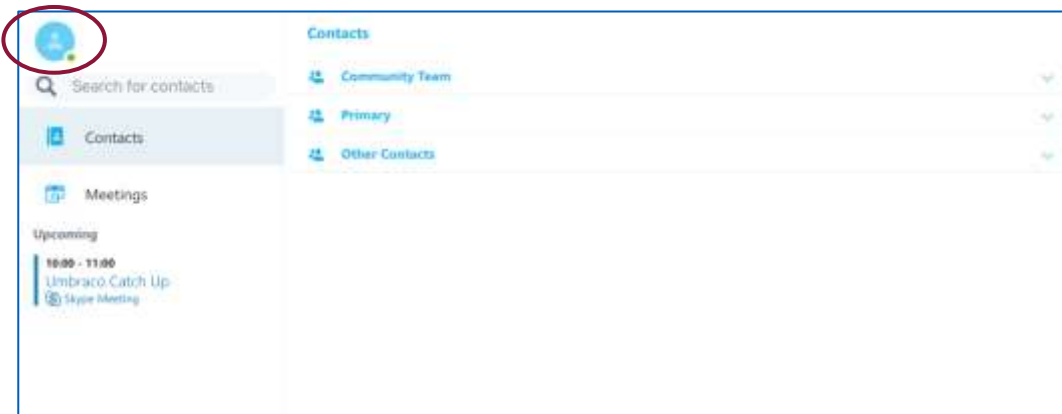 Search for contacts
Contacts
Meetings
Upcoming
10:00 - 11:00
Umbraco Catch Up
Skype Meeting
Contacts
Community Team
Primary
Other Contacts